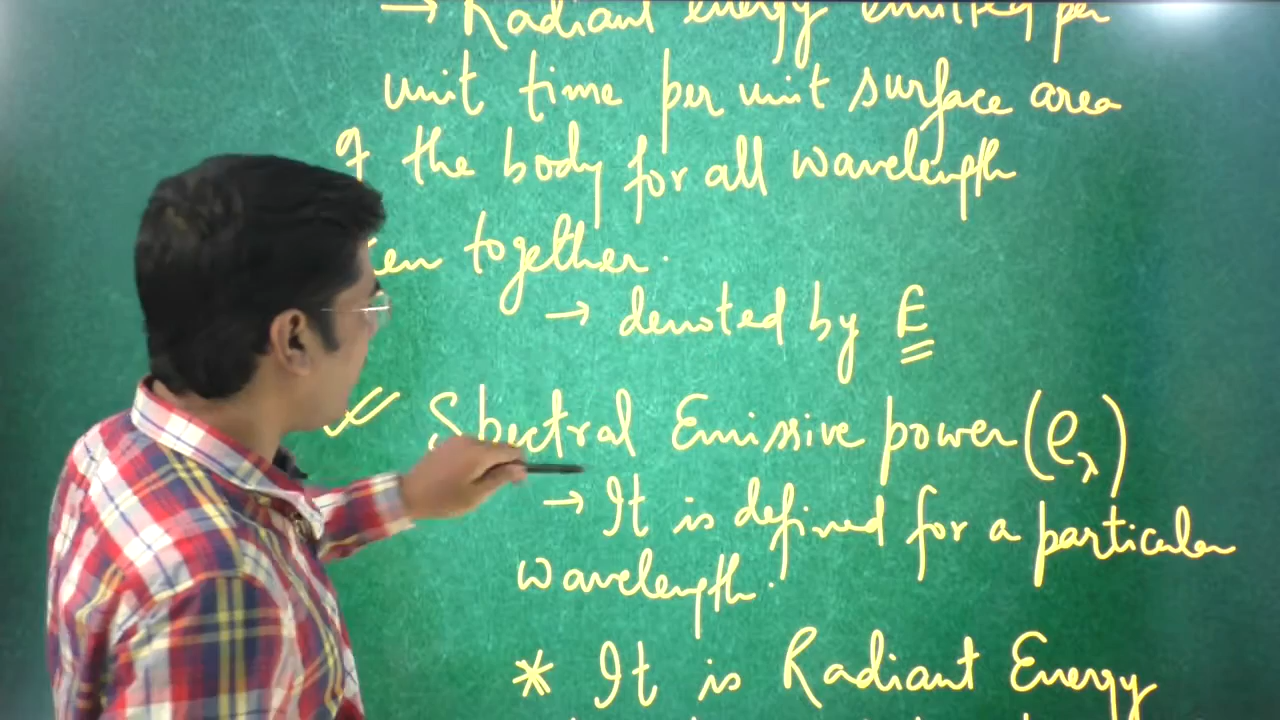 → Radiant energy emitted per
unit time per unit surface area
of the body for all wavelength
together.
→ denoted by E
Spectral Emissive power (eλ)
→ It is defined for a particular
wavelength.
* It is Radiant Energy